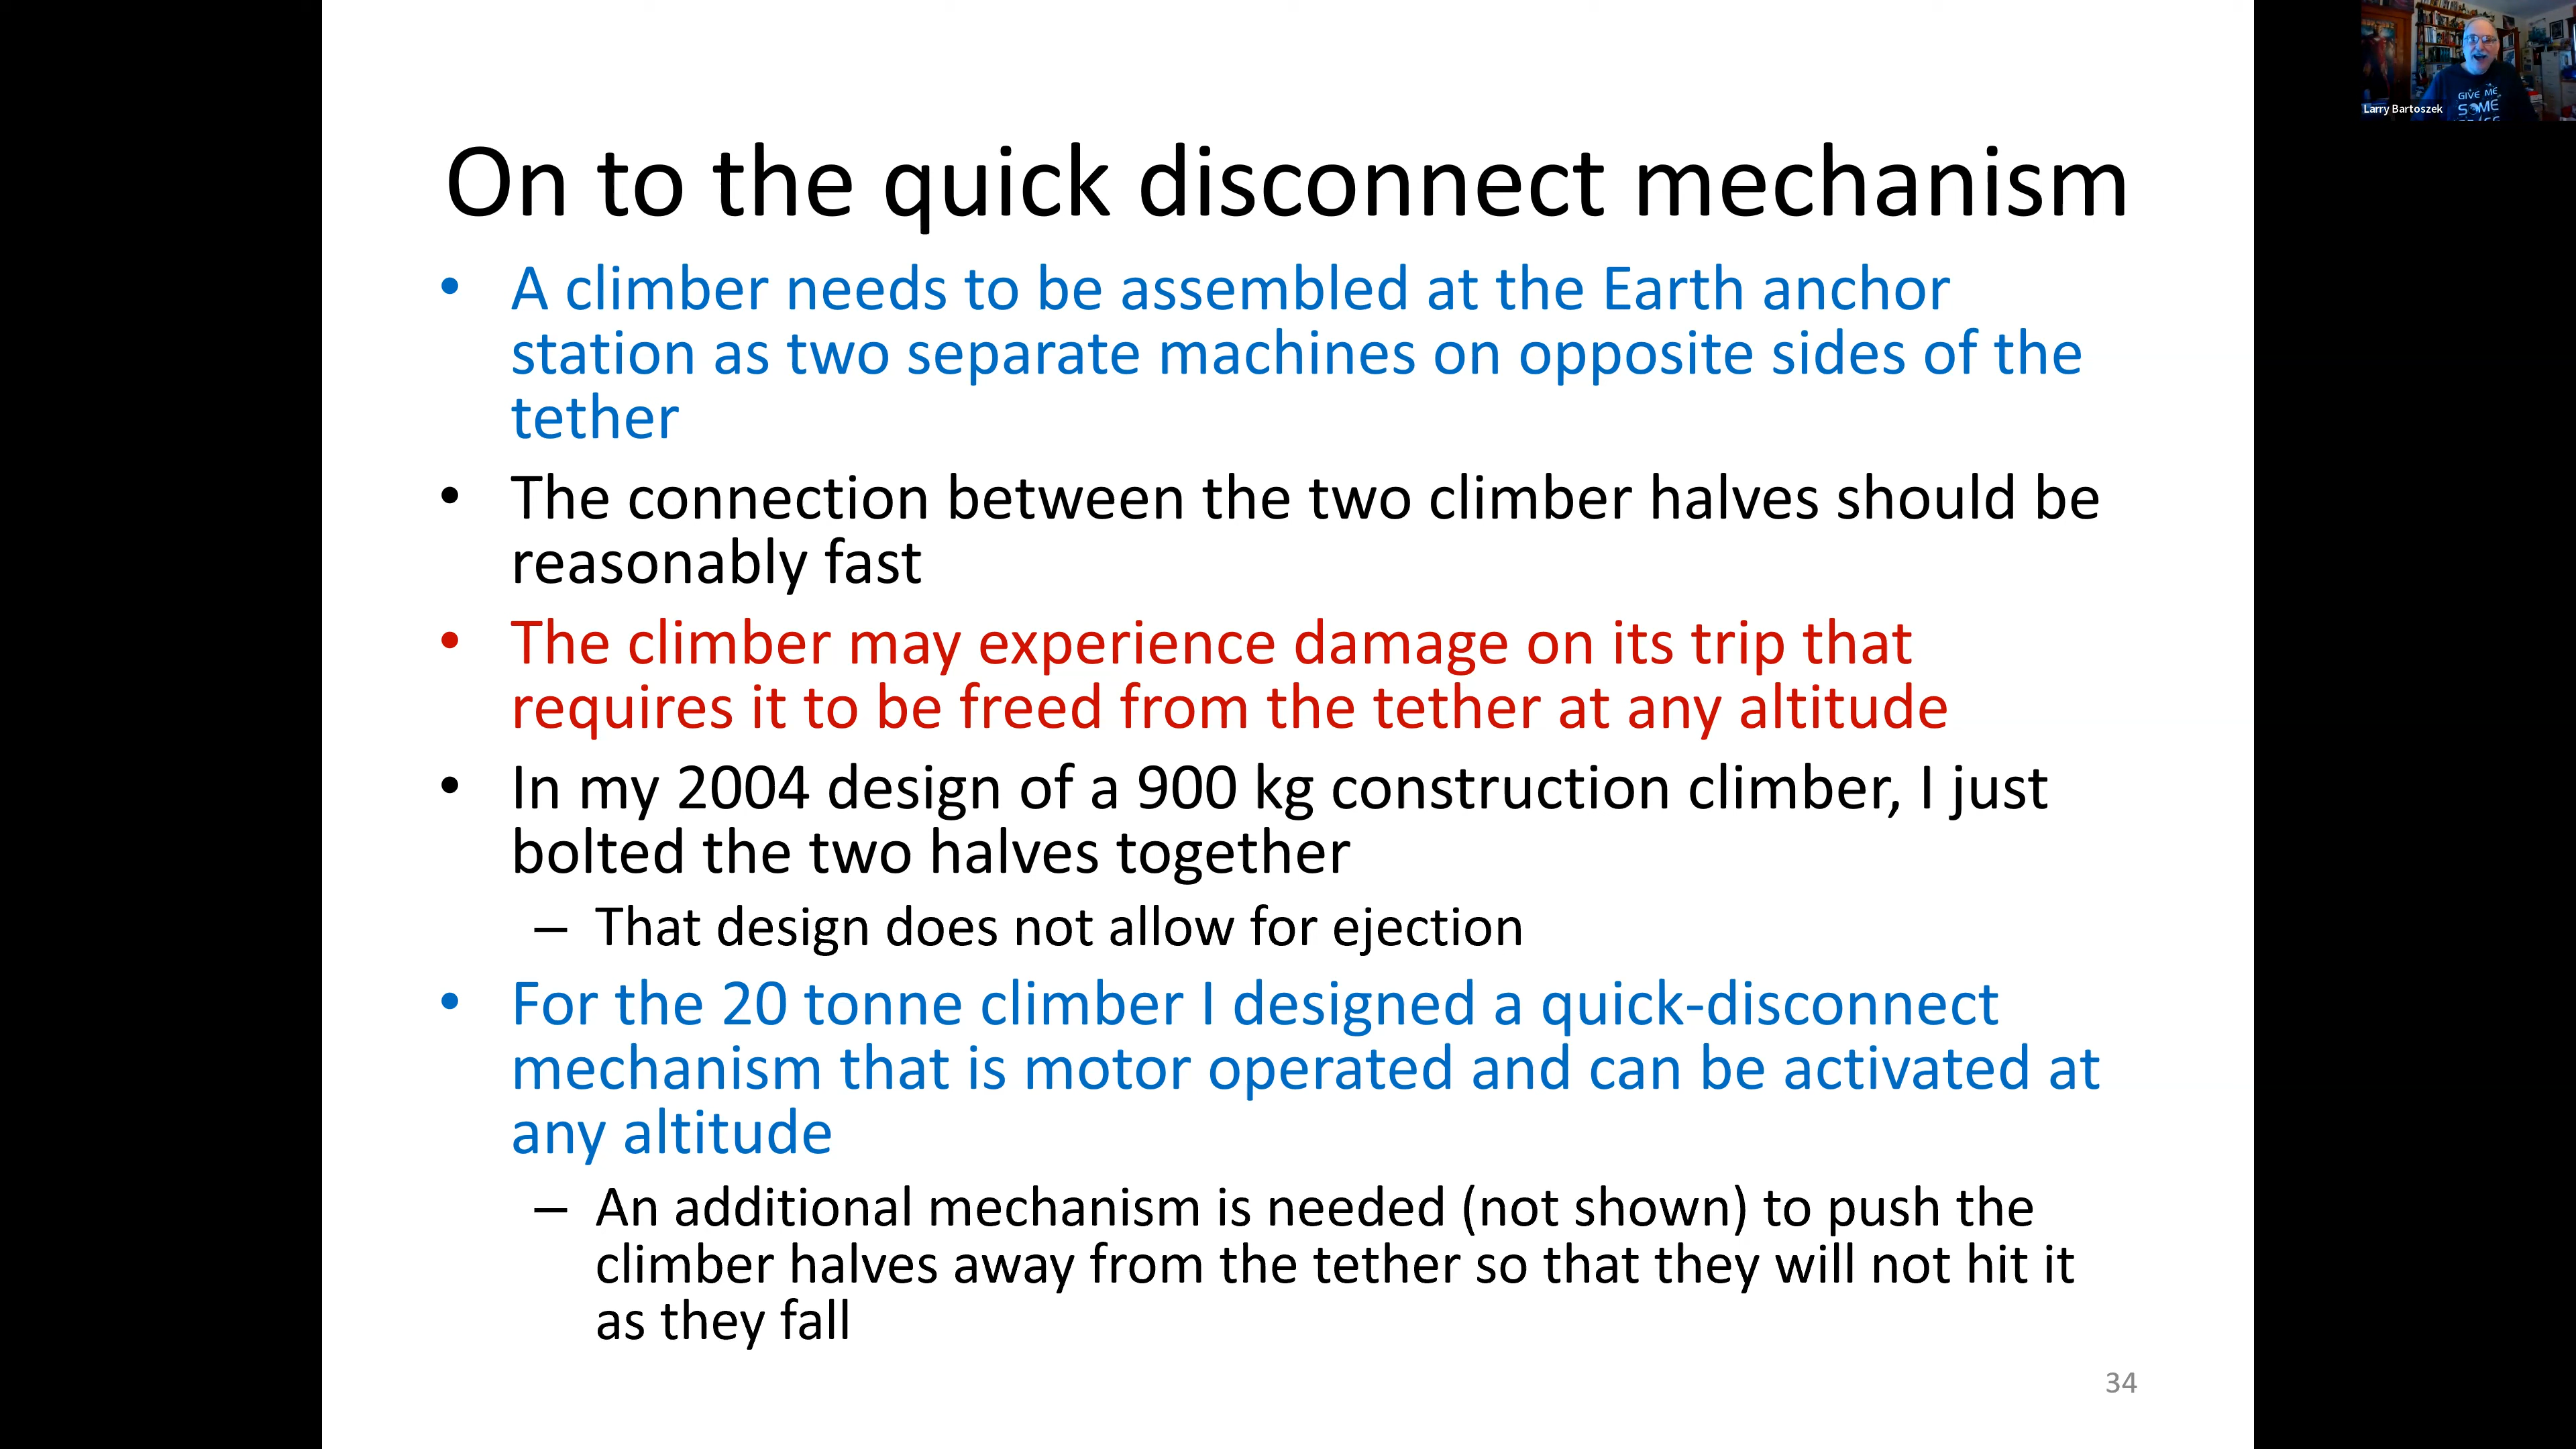 On to the quick disconnect mechanism
• A climber needs to be assembled at the Earth anchor
station as two separate machines on opposite sides of the
tether
• The connection between the two climber halves should be
reasonably fast
• The climber may experience damage on its trip that
requires it to be freed from the tether at any altitude
• In my 2004 design of a 900 kg construction climber, I just
bolted the two halves together
– That design does not allow for ejection
• For the 20 tonne climber I designed a quick-disconnect
mechanism that is motor operated and can be activated at
any altitude
– An additional mechanism is needed (not shown) to push the
climber halves away from the tether so that they will not hit it
as they fall
34
Larry Bartoszek
GIVE ME
SOME